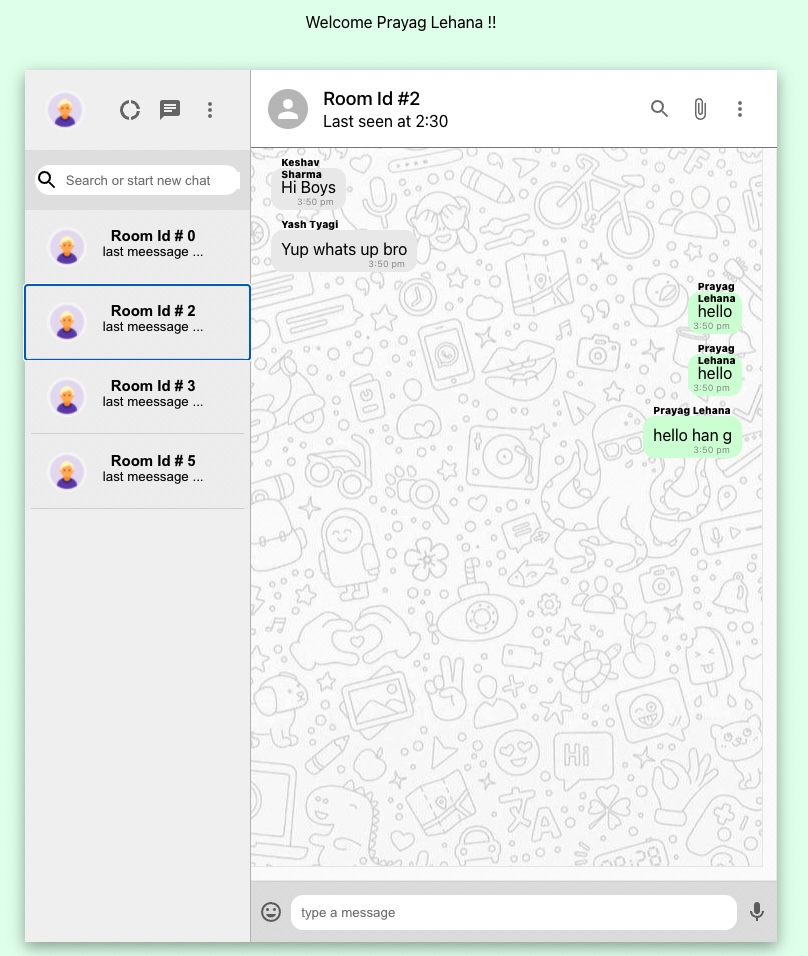 Welcome Prayag Lehana !!
Search or start new chat
Room Id # 0
last meessage ...
Room Id # 2
last meessage ...
Room Id # 3
last meessage ...
Room Id # 5
last meessage ...
Room Id #2
Last seen at 2:30
Keshav
Sharma
Hi Boys
3:50 pm
Yash Tyagi
Yup whats up bro
3:50 pm
Prayag
Lehana
hello
3:50 pm
Prayag
Lehana
hello
3:50 pm
Prayag Lehana
hello han g
3:50 pm
Hi
type a message